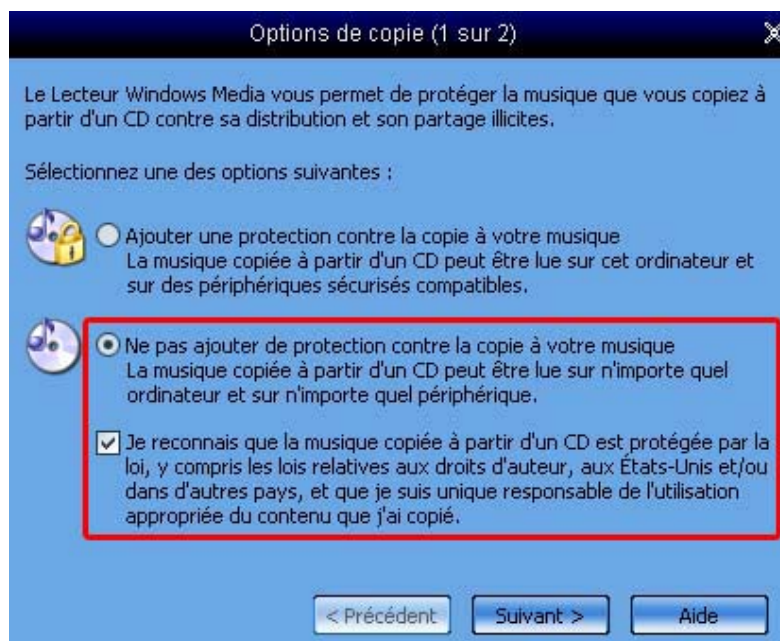 Options de copie (1 sur 2)
Le Lecteur Windows Media vous permet de protéger la musique que vous copiez à
partir d'un CD contre sa distribution et son partage illicites.
Sélectionnez une des options suivantes :
Ajouter une protection contre la copie à votre musique
La musique copiée à partir d'un CD peut être lue sur cet ordinateur et
sur des périphériques sécurisés compatibles.
Ne pas ajouter de protection contre la copie à votre musique
La musique copiée à partir d'un CD peut être lue sur n'importe quel
ordinateur et sur n'importe quel périphérique.
Je reconnais que la musique copiée à partir d'un CD est protégée par la
loi, y compris les lois relatives aux droits d'auteur, aux États-Unis et/ou
dans d'autres pays, et que je suis unique responsable de l'utilisation
appropriée du contenu que j'ai copié.
< Précédent Suivant > Aide